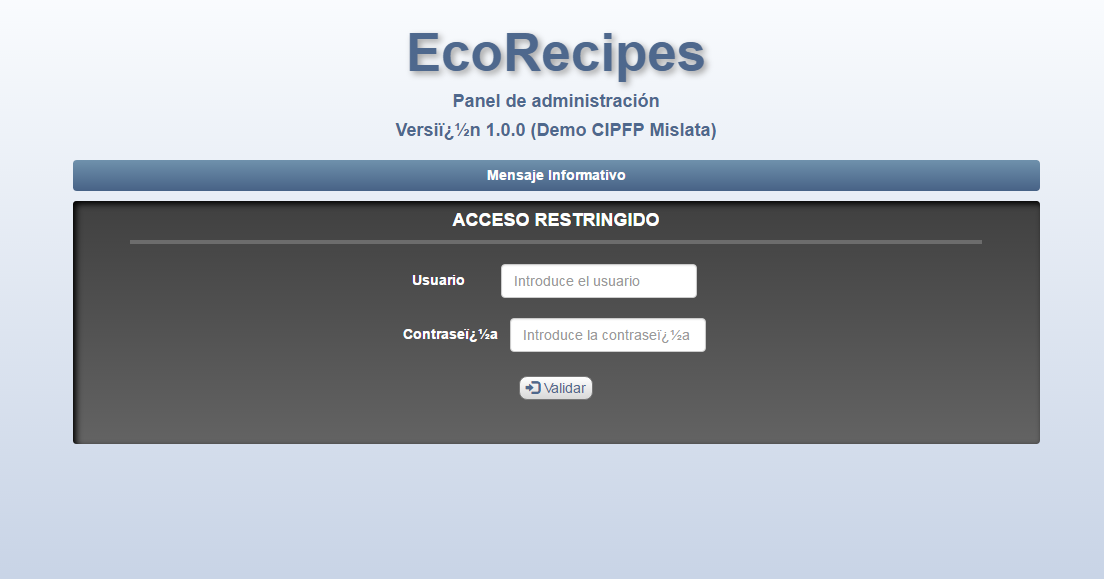 EcoRecipes
Panel de administración
Versiï¿½n 1.0.0 (Demo CIPFP Mislata)
Mensaje Informativo
ACCESO RESTRINGIDO
Usuario Introduce el usuario
Contraseï¿½a Introduce la contraseï¿½a
Validar